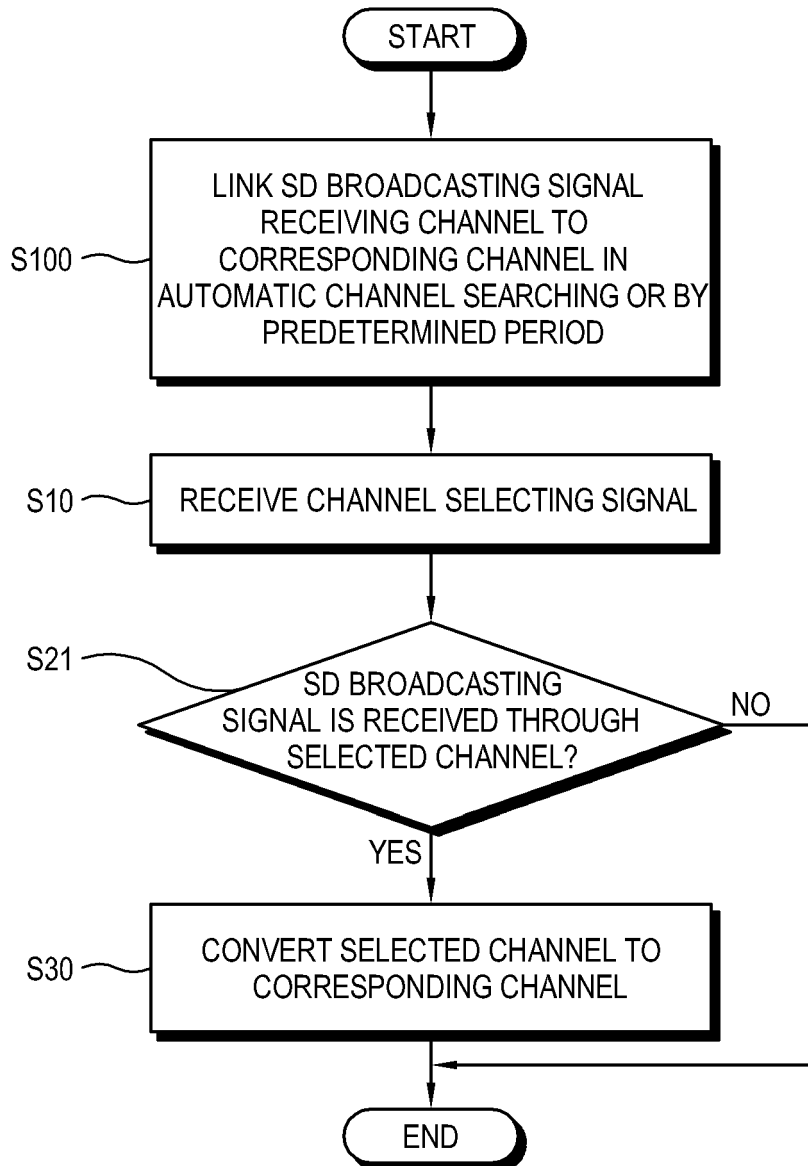 START
S100
LINK SD BROADCASTING SIGNAL
RECEIVING CHANNEL TO
CORRESPONDING CHANNEL IN
AUTOMATIC CHANNEL SEARCHING OR BY
PREDETERMINED PERIOD
S10
RECEIVE CHANNEL SELECTING SIGNAL
S21
SD BROADCASTING
SIGNAL IS RECEIVED THROUGH
SELECTED CHANNEL?
NO
YES
S30
CONVERT SELECTED CHANNEL TO
CORRESPONDING CHANNEL
END